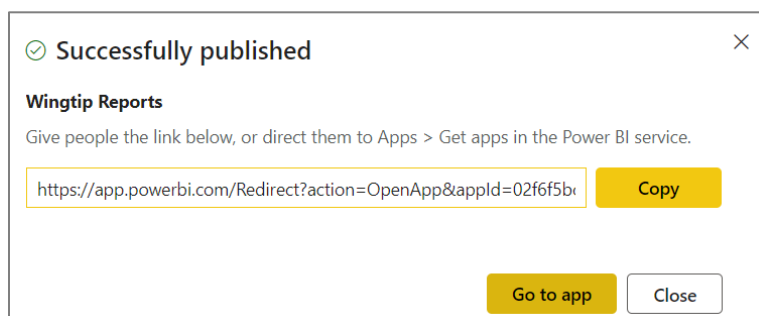 Successfully published
Wingtip Reports
Give people the link below, or direct them to Apps > Get apps in the Power BI service.
https://app.powerbi.com/Redirect?action=OpenApp&appId=02f6f5b
Copy
Go to app
Close